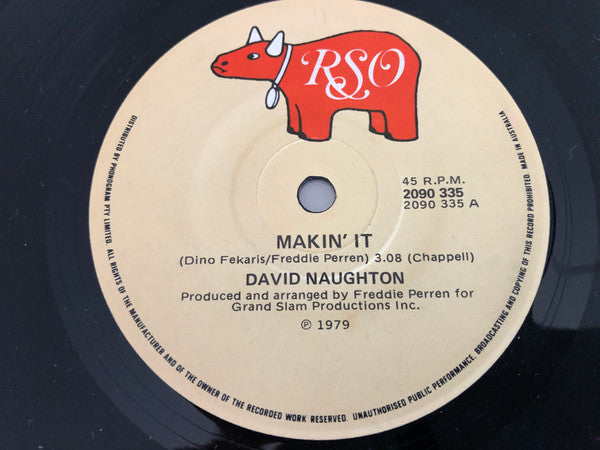 RSO
45 R.P.M.
2090 335
2090 335 A
MAKIN' IT
(Dino Fekaris/Freddie Perren) 3.08 (Chappell)
DAVID NAUGHTON
Produced and arranged by Freddie Perren for
Grand Slam Productions Inc.
℗ 1979
DISTRIBUTED BY PHONOGRAM PTY LIMITED. ALL RIGHTS OF THE MANUFACTURER AND OF THE OWNER OF THE RECORDED WORK RESERVED. UNAUTHORISED PUBLIC PERFORMANCE, BROADCASTING AND COPYING OF THIS RECORD PROHIBITED. MADE IN AUSTRALIA